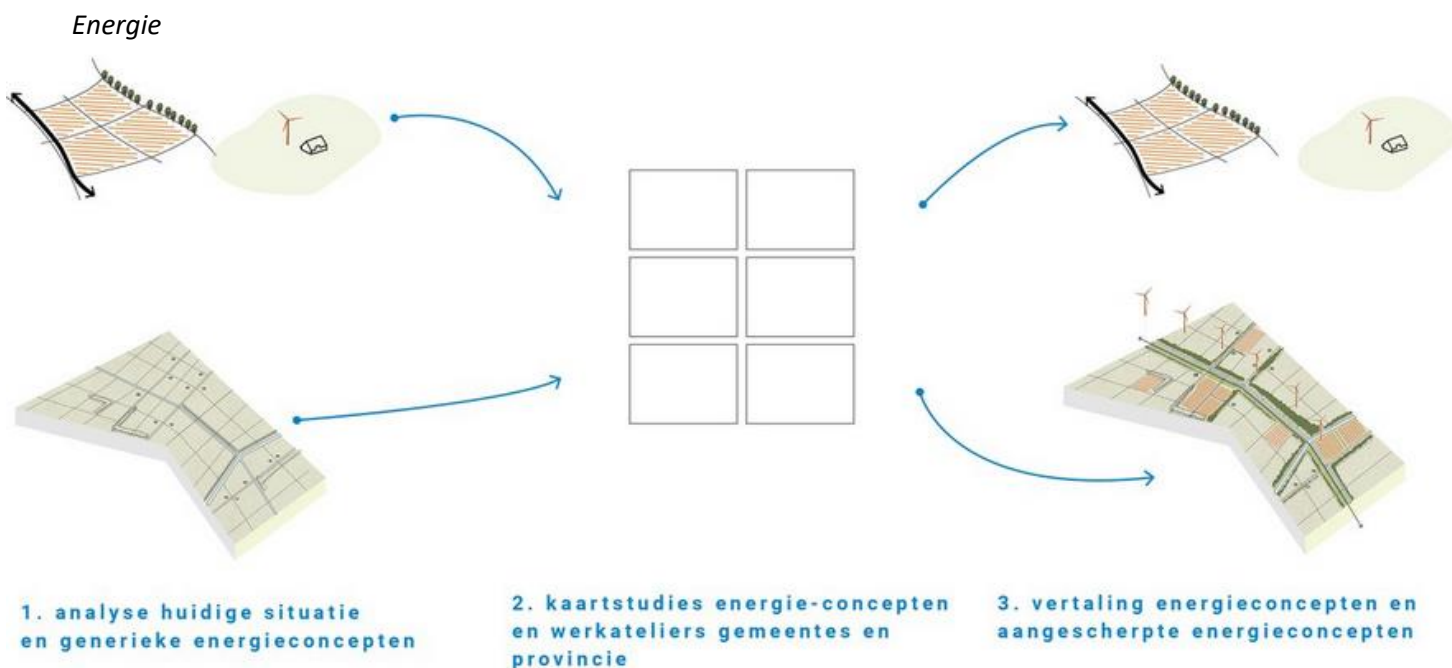 Energie
1. analyse huidige situatie
en generieke energieconcepten
2. kaartstudies energie-concepten
en werkateliers gemeentes en
provincie
3. vertaling energieconcepten en
aangescherpte energieconcepten